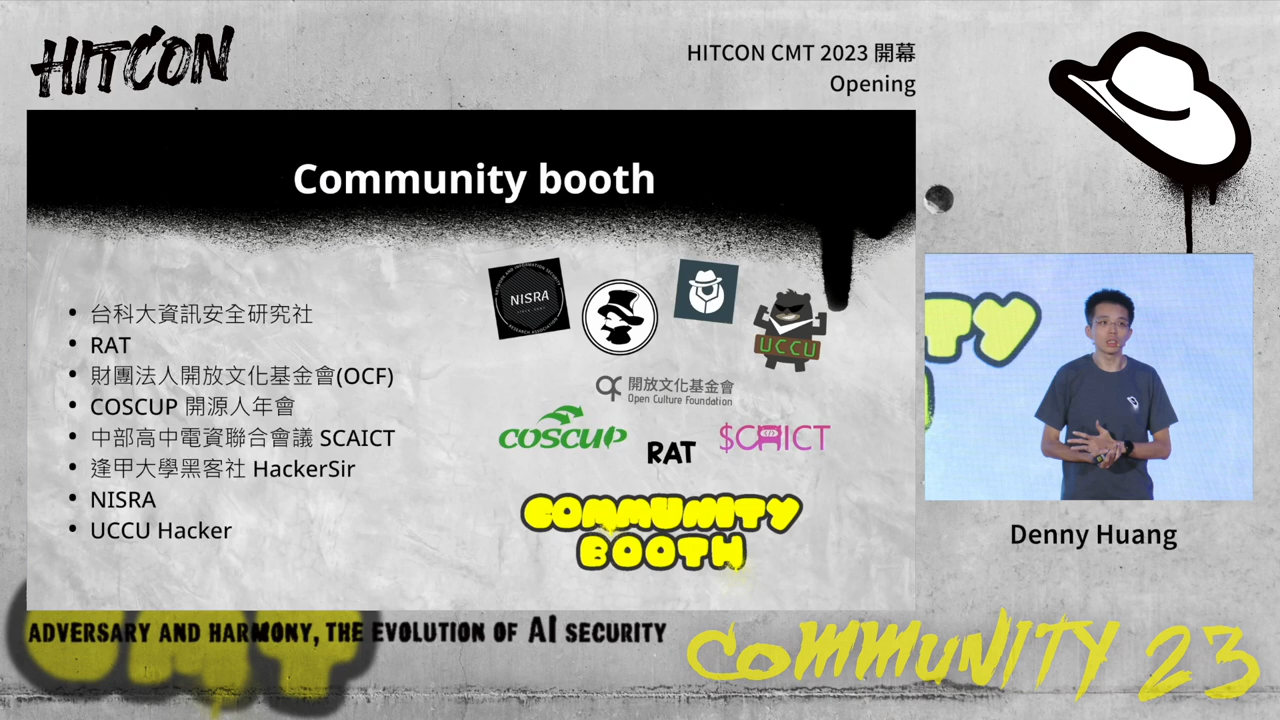 HITCON
HITCON CMT 2023 開幕
Opening
Community booth
台科大資訊安全研究社
RAT
財團法人開放文化基金會(OCF)
COSCUP 開源人年會
中部高中電資聯合會議 SCAICT
逢甲大學黑客社 HackerSir
NISRA
UCCU Hacker
NISRA
UCCU
開放文化基金會
Open Culture Foundation
COSCUP
RAT
$CAICT
COMMUNITY
BOOTH
TY
Denny Huang
CMT
ADVERSARY AND HARMONY, THE EVOLUTION OF AI SECURITY
COMMUNITY 23